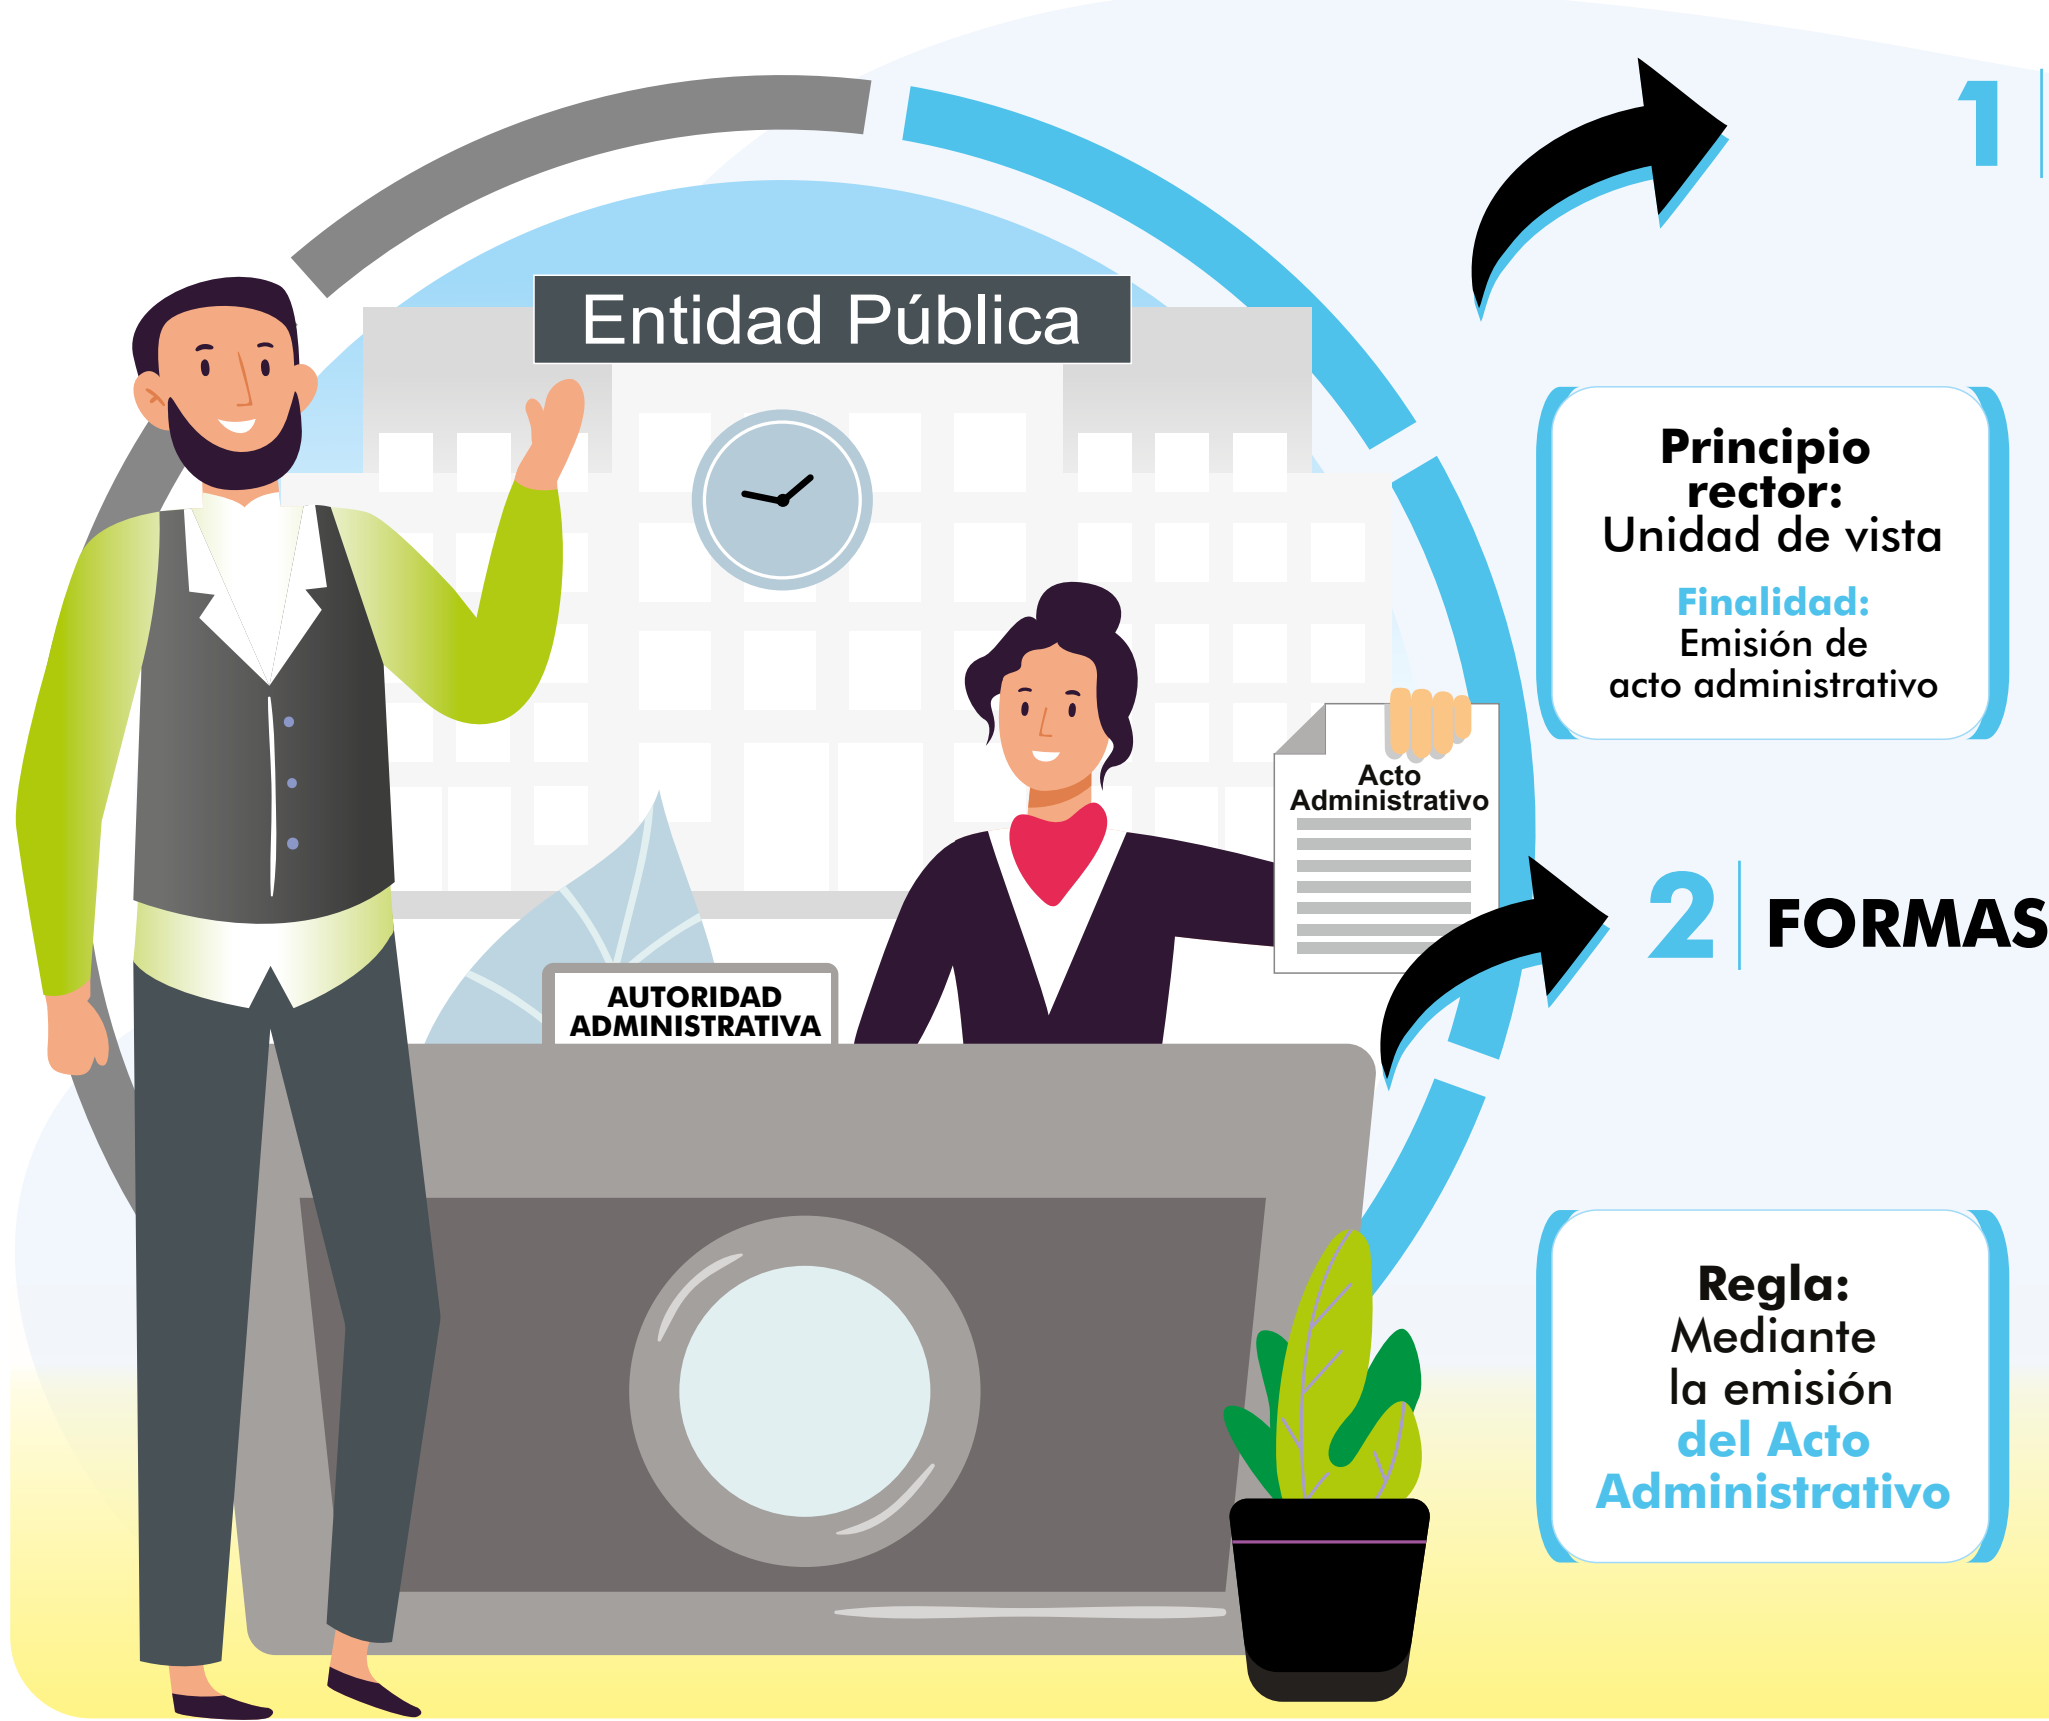 1
Entidad Pública
Principio
rector:
Unidad de vista
Finalidad:
Emisión de
acto administrativo
Acto
Administrativo
2 FORMAS
AUTORIDAD
ADMINISTRATIVA
Regla:
Mediante
la emisión
del Acto
Administrativo